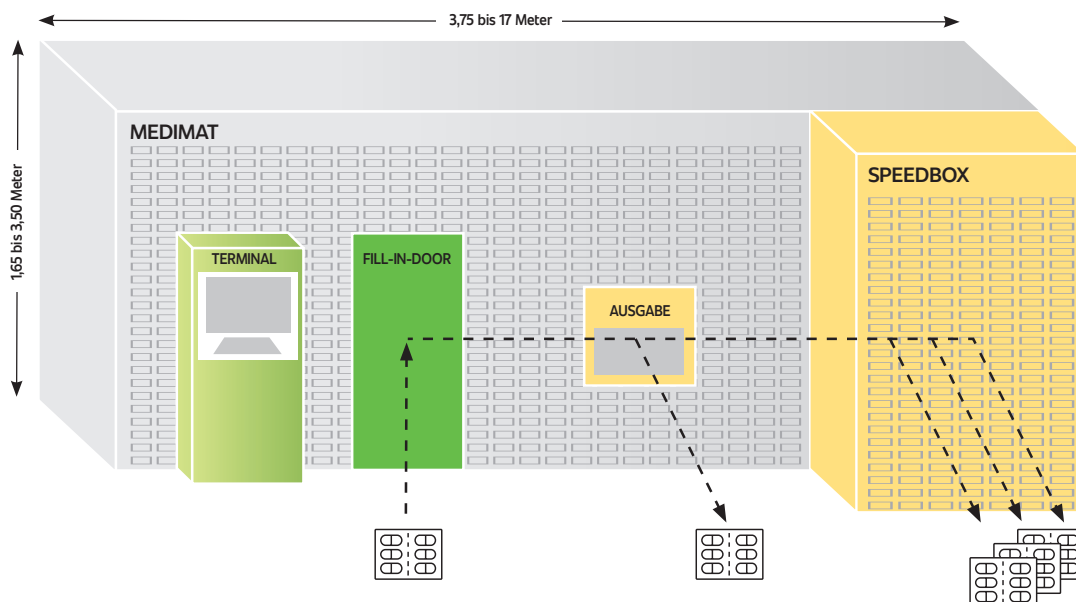 3,75 bis 17 Meter
1,65 bis 3,50 Meter
MEDIMAT
SPEEDBOX
TERMINAL
FILL-IN-DOOR
AUSGABE